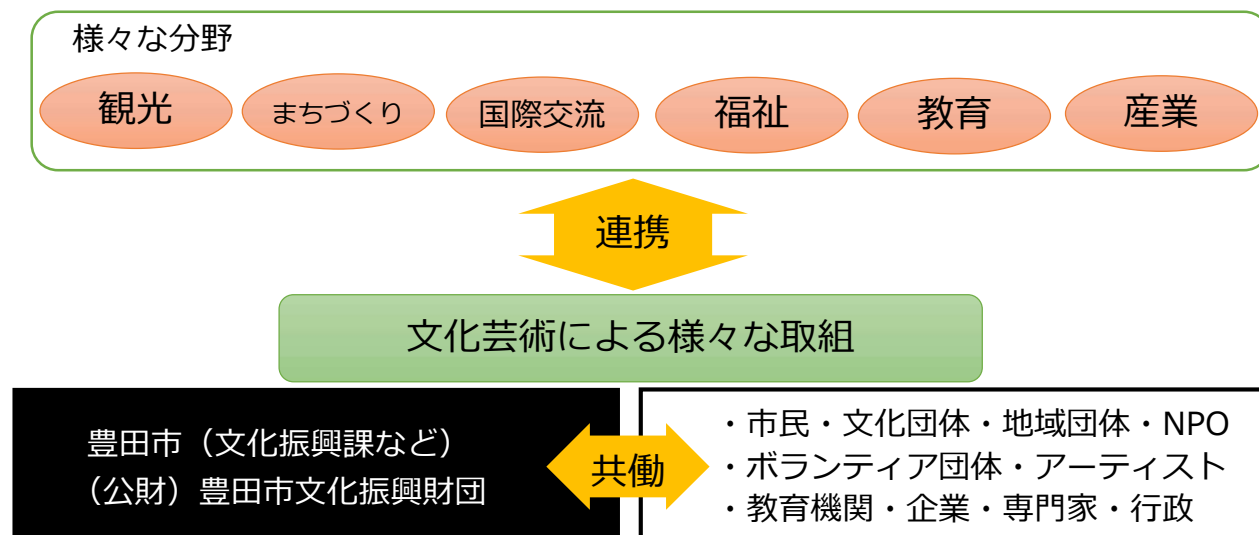 様々な分野
観光
まちづくり
国際交流
福祉
教育
産業
連携
文化芸術による様々な取組
豊田市（文化振興課など）
（公財）豊田市文化振興財団
共働
・市民・文化団体・地域団体・NPO
・ボランティア団体・アーティスト
・教育機関・企業・専門家・行政